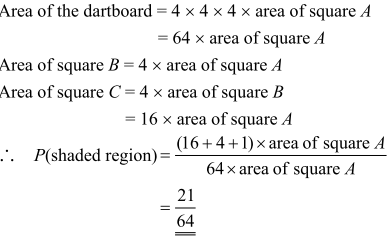 Area of the dartboard = 4 × 4 × 4 × area of square A
= 64 × area of square A
Area of square B = 4 × area of square A
Area of square C = 4 × area of square B
= 16 × area of square A
∴ P(shaded region) = (16 + 4 + 1) × area of square A / 64 × area of square A
= 21 / 64